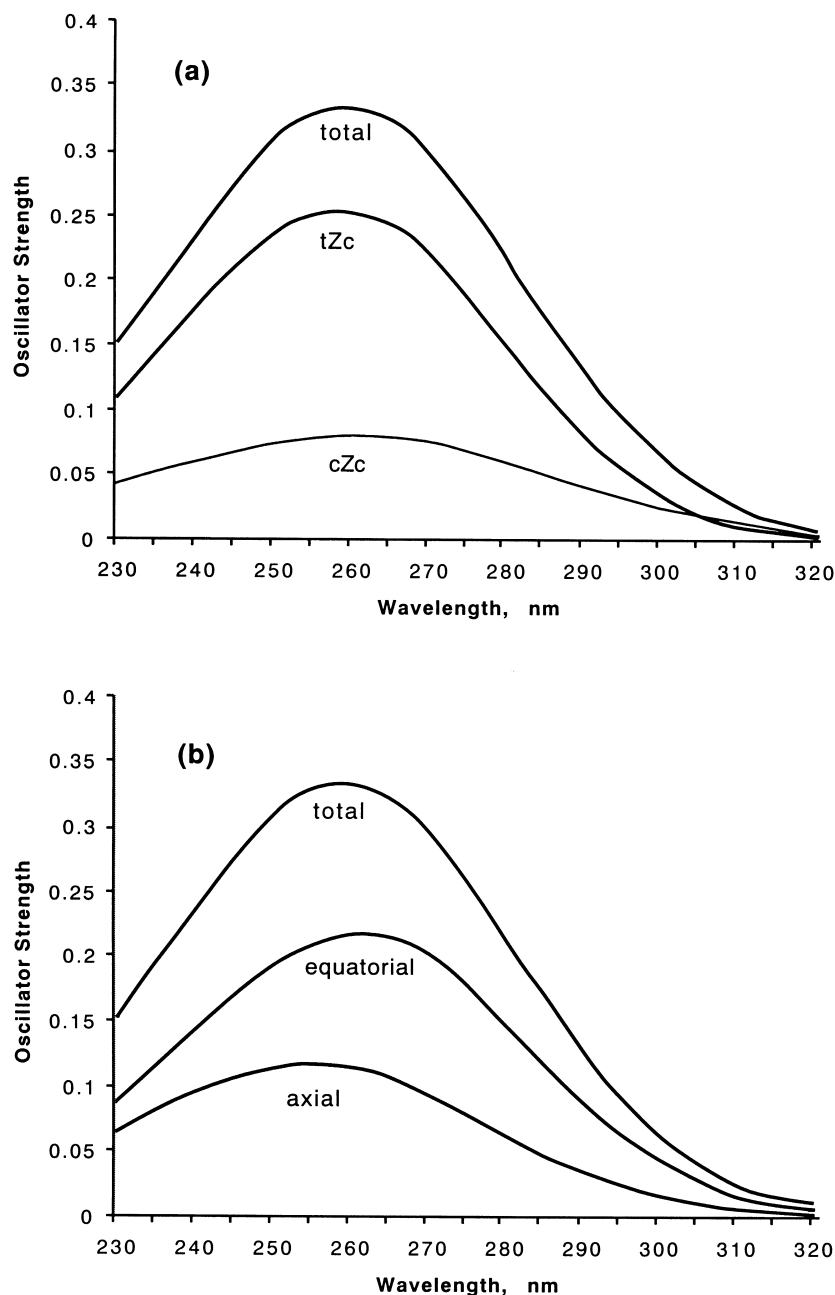 0.4
(a)
0.35
total
0.3
0.25
tZc
0.2
0.15
0.1
cZc
0.05
0
Oscillator Strength
230 240 250 260 270 280 290 300 310 320
Wavelength, nm
0.4
(b)
0.35
total
0.3
0.25
equatorial
0.2
0.15
axial
0.1
0.05
0
Oscillator Strength
230 240 250 260 270 280 290 300 310 320
Wavelength, nm